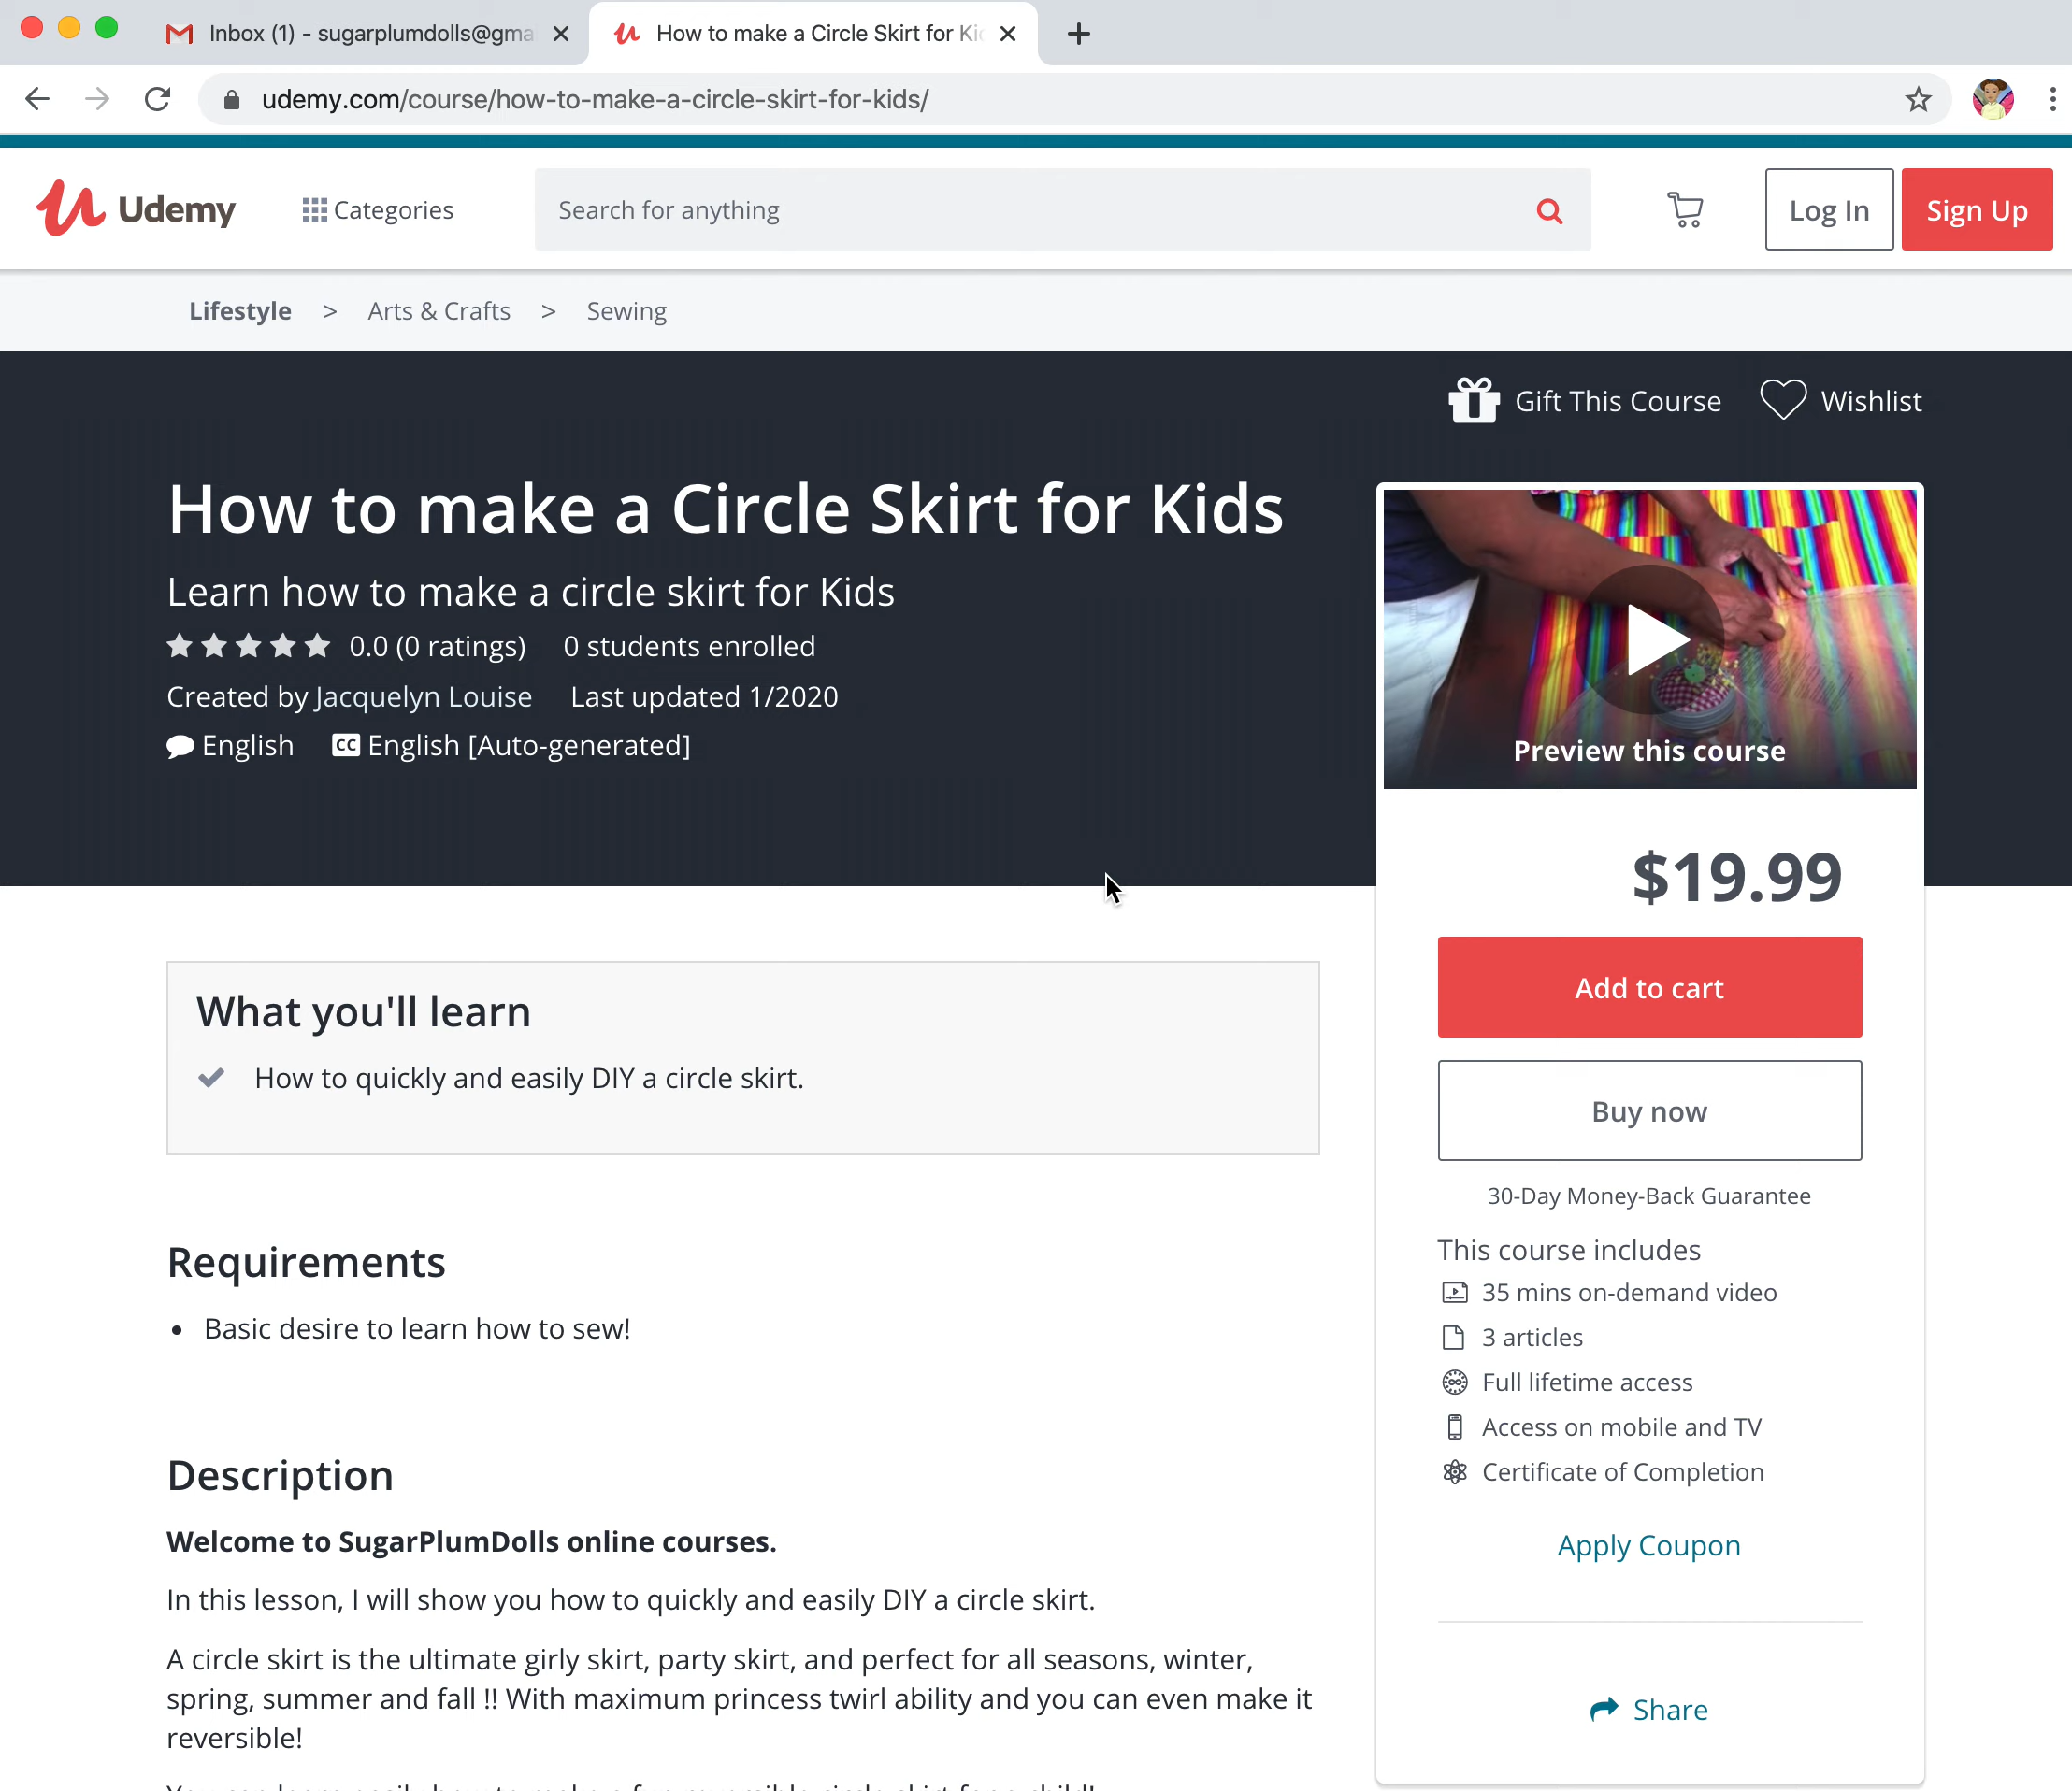 Inbox (1) - sugarplumdolls@gma
How to make a Circle Skirt for Ki
udemy.com/course/how-to-make-a-circle-skirt-for-kids/
Udemy
Categories
Search for anything
Log In
Sign Up
Lifestyle > Arts & Crafts > Sewing
Gift This Course
Wishlist
How to make a Circle Skirt for Kids
Learn how to make a circle skirt for Kids
0.0 (0 ratings) 0 students enrolled
Created by Jacquelyn Louise Last updated 1/2020
English CC English [Auto-generated]
Preview this course
$19.99
Add to cart
Buy now
30-Day Money-Back Guarantee
This course includes
35 mins on-demand video
3 articles
Full lifetime access
Access on mobile and TV
Certificate of Completion
Apply Coupon
Share
What you'll learn
How to quickly and easily DIY a circle skirt.
Requirements
• Basic desire to learn how to sew!
Description
Welcome to SugarPlumDolls online courses.
In this lesson, I will show you how to quickly and easily DIY a circle skirt.
A circle skirt is the ultimate girly skirt, party skirt, and perfect for all seasons, winter,
spring, summer and fall !! With maximum princess twirl ability and you can even make it
reversible!